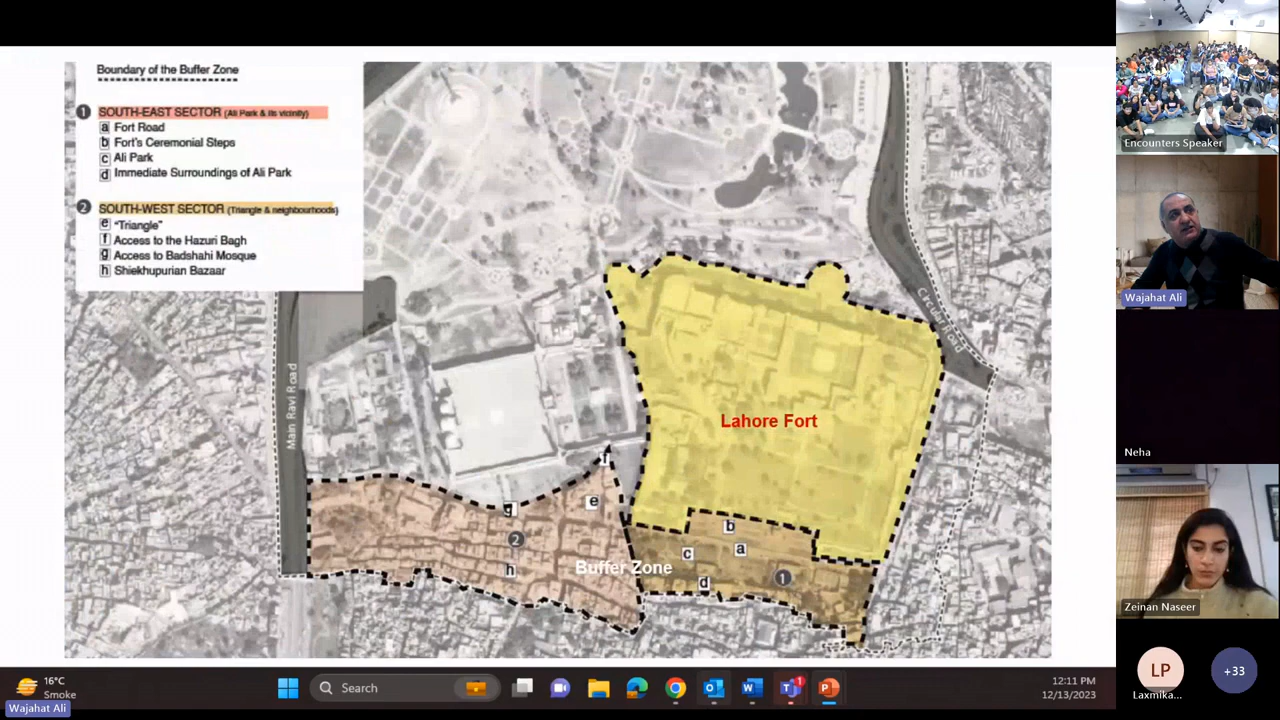 Boundary of the Buffer Zone
1 SOUTH-EAST SECTOR (Ali Park & its vicinity)
a Fort Road
b Fort's Ceremonial Steps
c Ali Park
d Immediate Surroundings of Ali Park
2 SOUTH-WEST SECTOR (Triangle & neighbourhoods)
e "Triangle"
f Access to the Hazuri Bagh
g Access to Badshahi Mosque
h Shiekhupurian Bazaar
Main Ravi Road
Lahore Fort
f
e
g
2
h
Buffer Zone
b
a
c
d
1
Encounters Speaker
Wajahat Ali
Neha
Zeinan Naseer
LP
Laxmika...
+33
16°C
Smoke
Search
1
12:11 PM
12/13/2023
Wajahat Ali